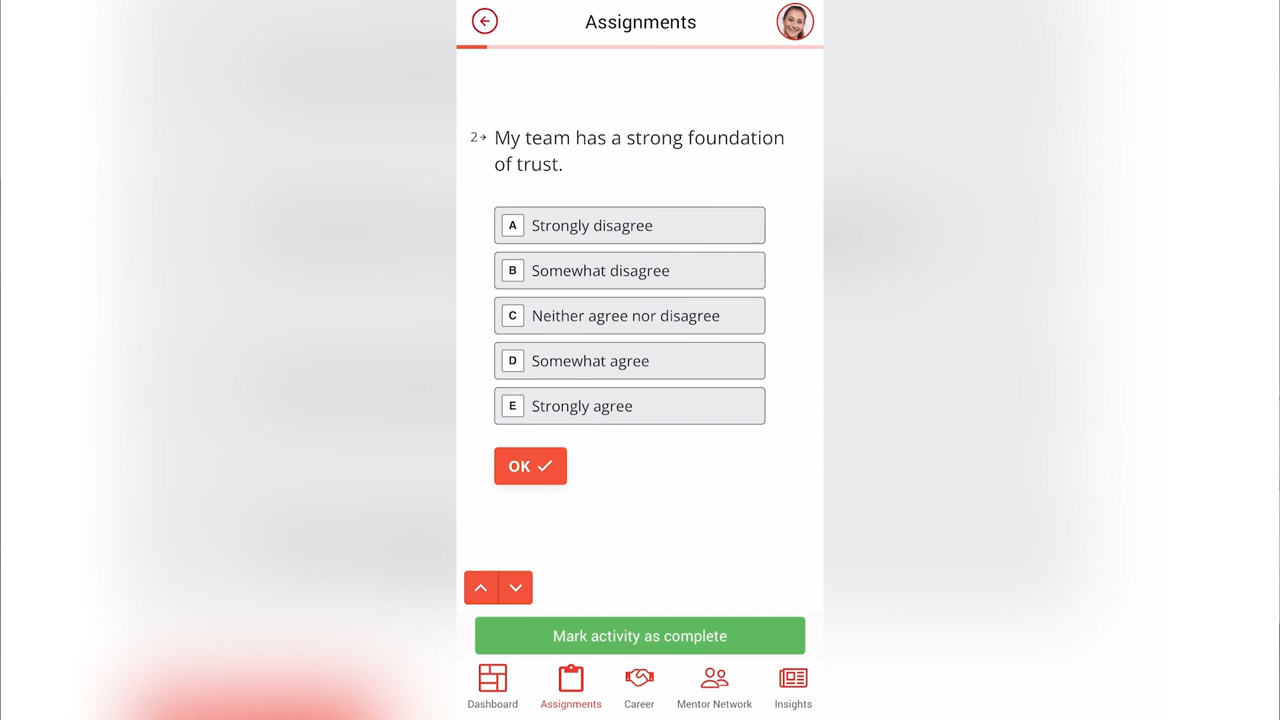 Assignments
2 My team has a strong foundation
of trust.
A Strongly disagree
B Somewhat disagree
C Neither agree nor disagree
D Somewhat agree
E Strongly agree
OK
Mark activity as complete
Dashboard Assignments Career Mentor Network Insights